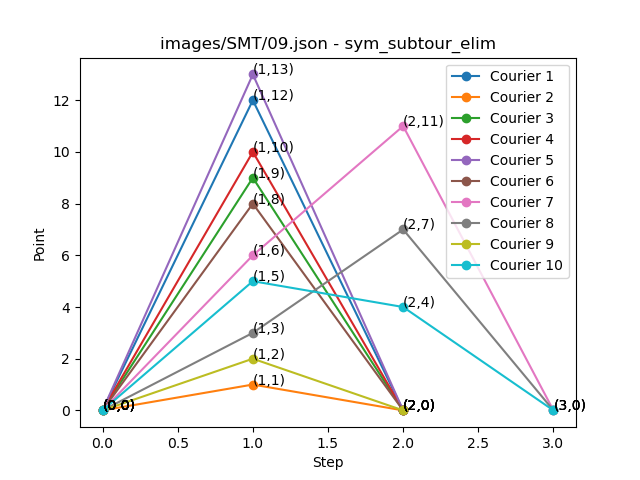 images/SMT/09.json - sym_subtour_elim
Courier 1
Courier 2
Courier 3
Courier 4
Courier 5
Courier 6
Courier 7
Courier 8
Courier 9
Courier 10
(1,13)
(1,12)
(2,11)
(1,10)
(1,9)
(1,8)
(2,7)
(1,6)
(1,5)
(2,4)
(1,3)
(1,2)
(1,1)
(0,0)
(2,0)
(3,0)
12
10
8
6
4
2
0
Point
0.0 0.5 1.0 1.5 2.0 2.5 3.0
Step